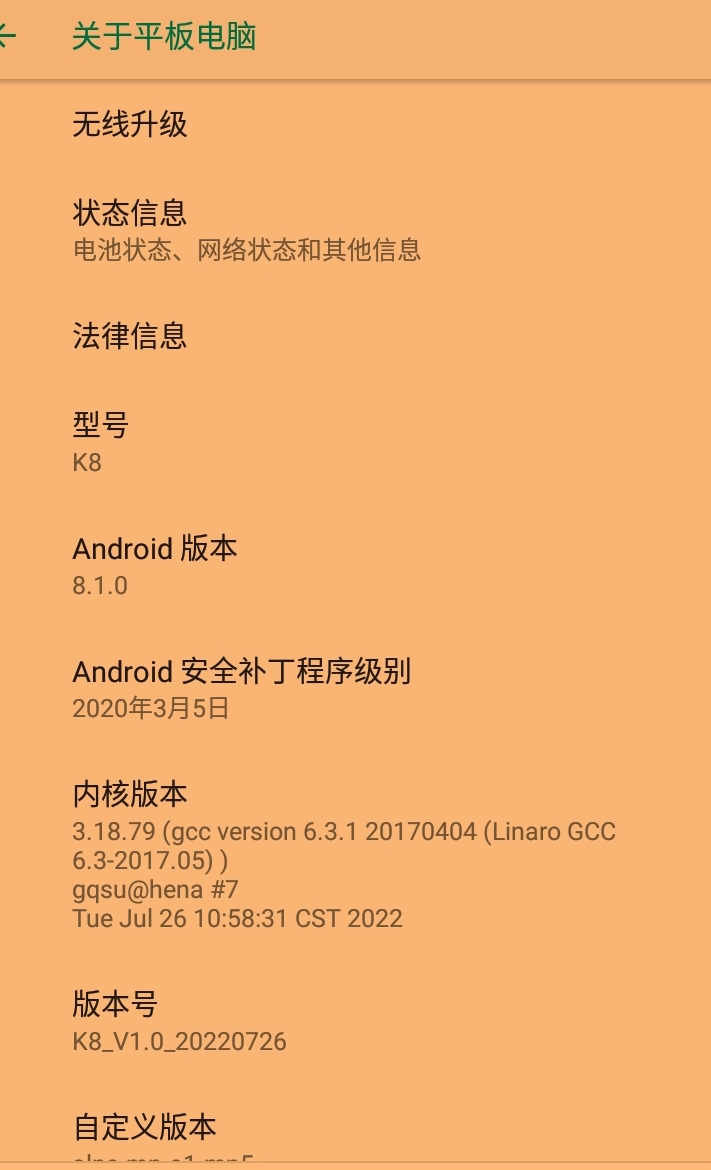 关于平板电脑
无线升级
状态信息
电池状态、网络状态和其他信息
法律信息
型号
K8
Android 版本
8.1.0
Android 安全补丁程序级别
2020年3月5日
内核版本
3.18.79 (gcc version 6.3.1 20170404 (Linaro GCC
6.3-2017.05) )
gqsu@hena #7
Tue Jul 26 10:58:31 CST 2022
版本号
K8_V1.0_20220726
自定义版本